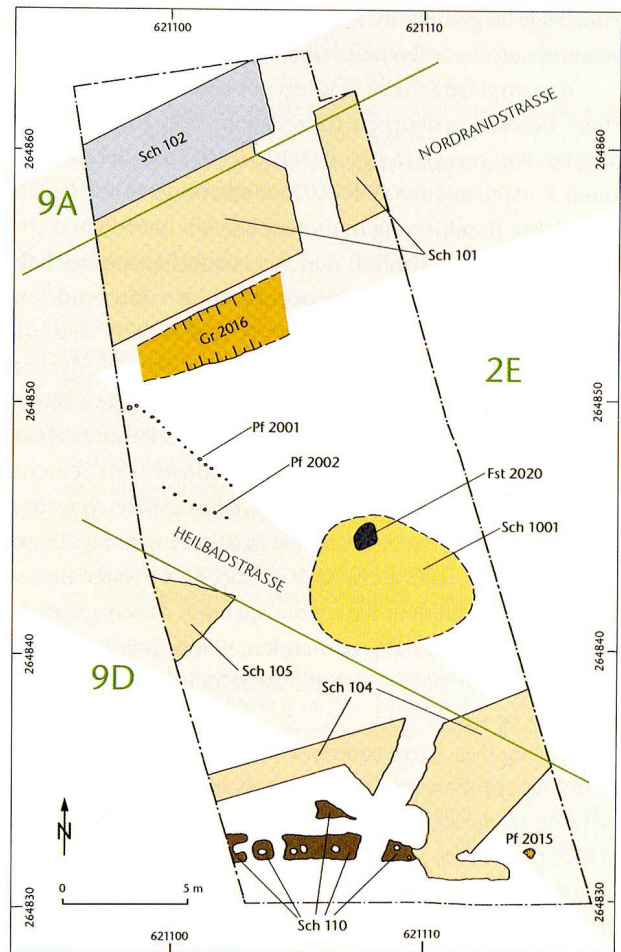 621100
621110
264860
264860
NORDRANDSTRASSE
Sch 102
9A
Sch 101
Gr 2016
2E
264850
264850
Pf 2001
Pf 2002
Fst 2020
Sch 1001
HEILBADSTRASSE
264840
264840
Sch 105
9D
Sch 104
N
Pf 2015
0
5 m
264830
264830
Sch 110
621100
621110